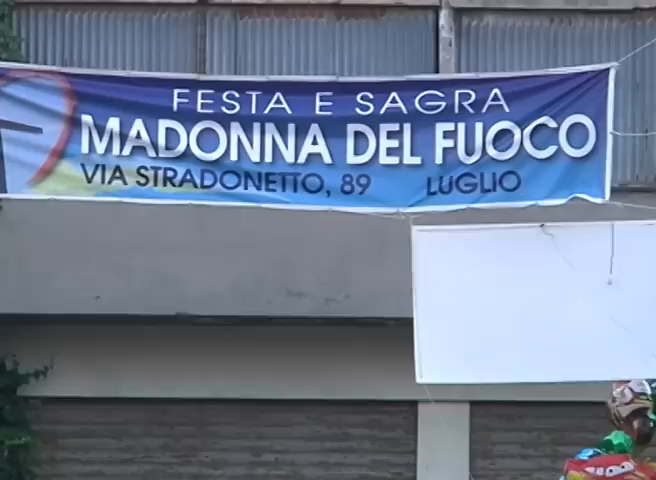 FESTA E SAGRA
MADONNA DEL FUOCO
VIA STRADONETTO, 89 LUGLIO